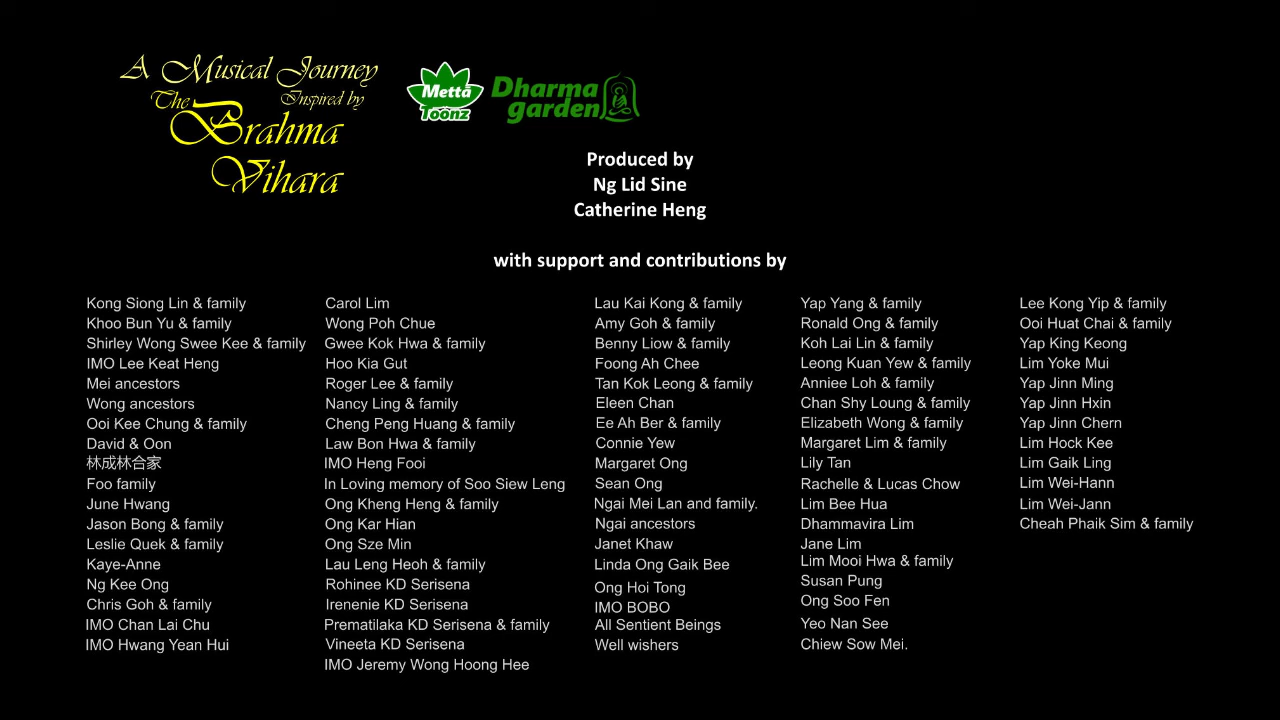 A Musical Journey
The Inspired by
Brahma
Vihara
Mettā
Toonz
Dharma
garden
Produced by
Ng Lid Sine
Catherine Heng
with support and contributions by
Kong Siong Lin & family
Khoo Bun Yu & family
Shirley Wong Swee Kee & family
IMO Lee Keat Heng
Mei ancestors
Wong ancestors
Ooi Kee Chung & family
David & Oon
林成林合家
Foo family
June Hwang
Jason Bong & family
Leslie Quek & family
Kaye-Anne
Ng Kee Ong
Chris Goh & family
IMO Chan Lai Chu
IMO Hwang Yean Hui
Carol Lim
Wong Poh Chue
Gwee Kok Hwa & family
Hoo Kia Gut
Roger Lee & family
Nancy Ling & family
Cheng Peng Huang & family
Law Bon Hwa & family
IMO Heng Fooi
In Loving memory of Soo Siew Leng
Ong Kheng Heng & family
Ong Kar Hian
Ong Sze Min
Lau Leng Heoh & family
Rohinee KD Serisena
Irenenie KD Serisena
Prematilaka KD Serisena & family
Vineeta KD Serisena
IMO Jeremy Wong Hoong Hee
Lau Kai Kong & family
Amy Goh & family
Benny Liow & family
Foong Ah Chee
Tan Kok Leong & family
Eleen Chan
Ee Ah Ber & family
Connie Yew
Margaret Ong
Sean Ong
Ngai Mei Lan and family.
Ngai ancestors
Janet Khaw
Linda Ong Gaik Bee
Ong Hoi Tong
IMO BOBO
All Sentient Beings
Well wishers
Yap Yang & family
Ronald Ong & family
Koh Lai Lin & family
Leong Kuan Yew & family
Anniee Loh & family
Chan Shy Loung & family
Elizabeth Wong & family
Margaret Lim & family
Lily Tan
Rachelle & Lucas Chow
Lim Bee Hua
Dhammavira Lim
Jane Lim
Lim Mooi Hwa & family
Susan Pung
Ong Soo Fen
Yeo Nan See
Chiew Sow Mei.
Lee Kong Yip & family
Ooi Huat Chai & family
Yap King Keong
Lim Yoke Mui
Yap Jinn Ming
Yap Jinn Hxin
Yap Jinn Chern
Lim Hock Kee
Lim Gaik Ling
Lim Wei-Hann
Lim Wei-Jann
Cheah Phaik Sim & family